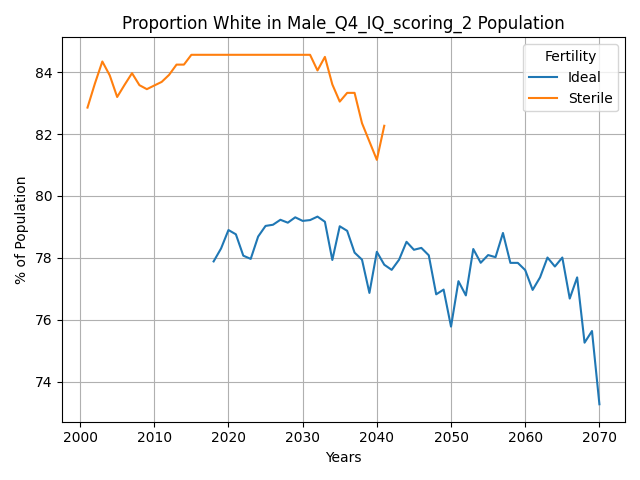 Proportion White in Male_Q4_IQ_scoring_2 Population
Fertility
Ideal
Sterile
% of Population
84
82
80
78
76
74
2000 2010 2020 2030 2040 2050 2060 2070
Years